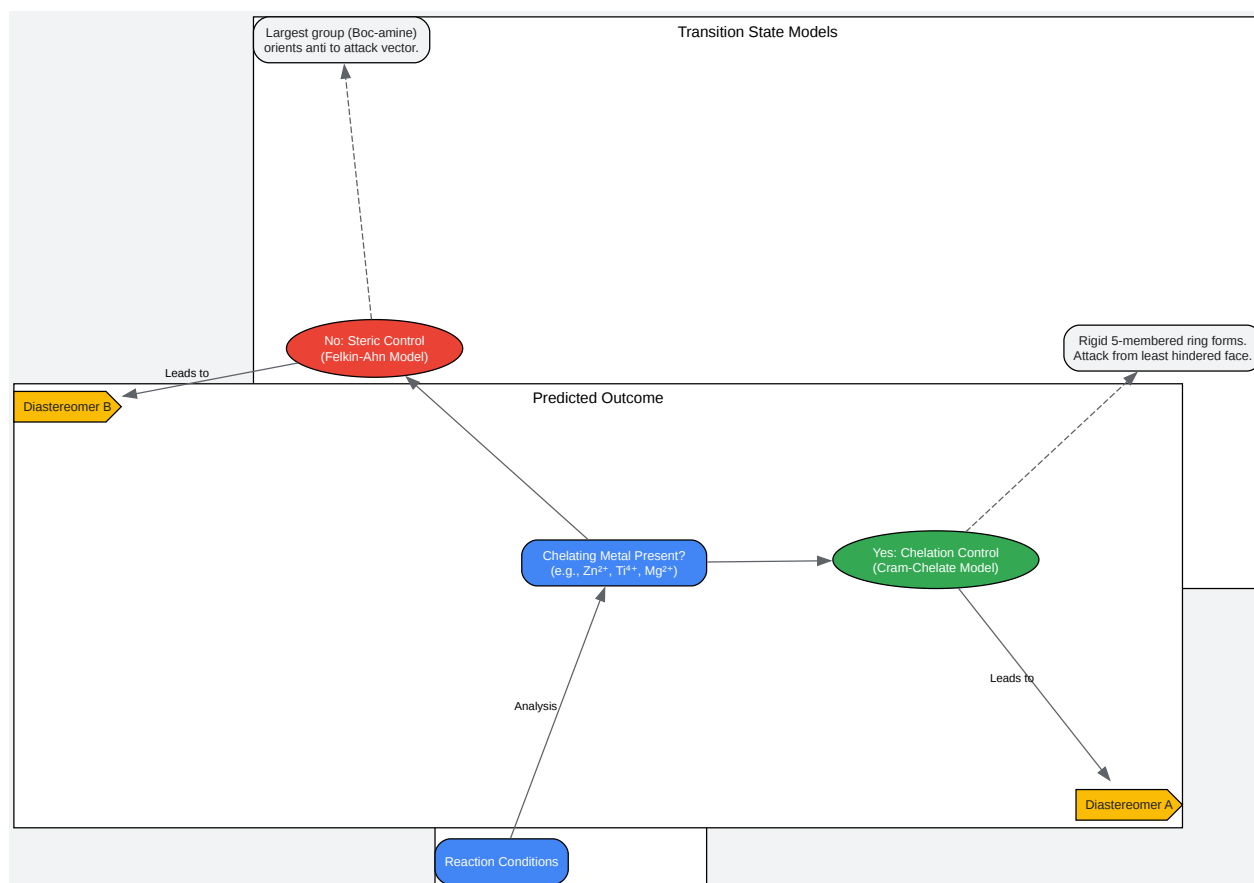 Largest group (Boc-amine)
orients anti to attack vector.
Transition State Models
No: Steric Control
(Felkin-Ahn Model)
Rigid 5-membered ring forms.
Attack from least hindered face.
Leads to
Predicted Outcome
Diastereomer B
Chelating Metal Present?
(e.g., Zn²⁺, Ti⁴⁺, Mg²⁺)
Yes: Chelation Control
(Cram-Chelate Model)
Leads to
Analysis
Diastereomer A
Reaction Conditions